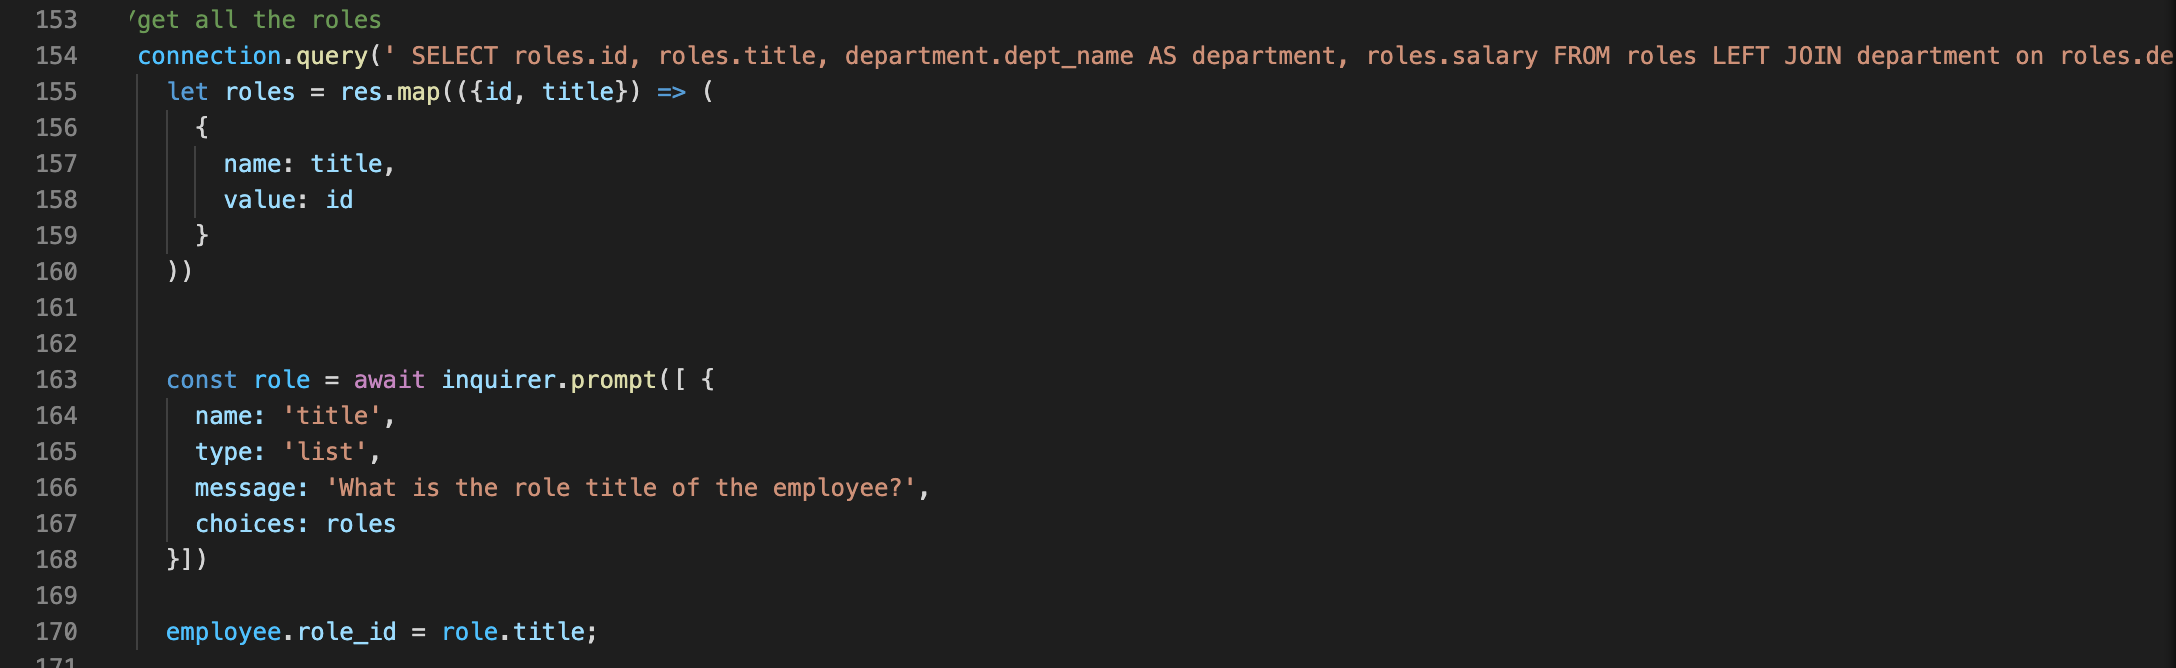 153 /get all the roles
154 connection.query(' SELECT roles.id, roles.title, department.dept_name AS department, roles.salary FROM roles LEFT JOIN department on roles.de
155 let roles = res.map(({id, title}) => (
156 {
157 name: title,
158 value: id
159 }
160 ))
161
162
163 const role = await inquirer.prompt([ {
164 name: 'title',
165 type: 'list',
166 message: 'What is the role title of the employee?',
167 choices: roles
168 }])
169
170 employee.role_id = role.title;
171